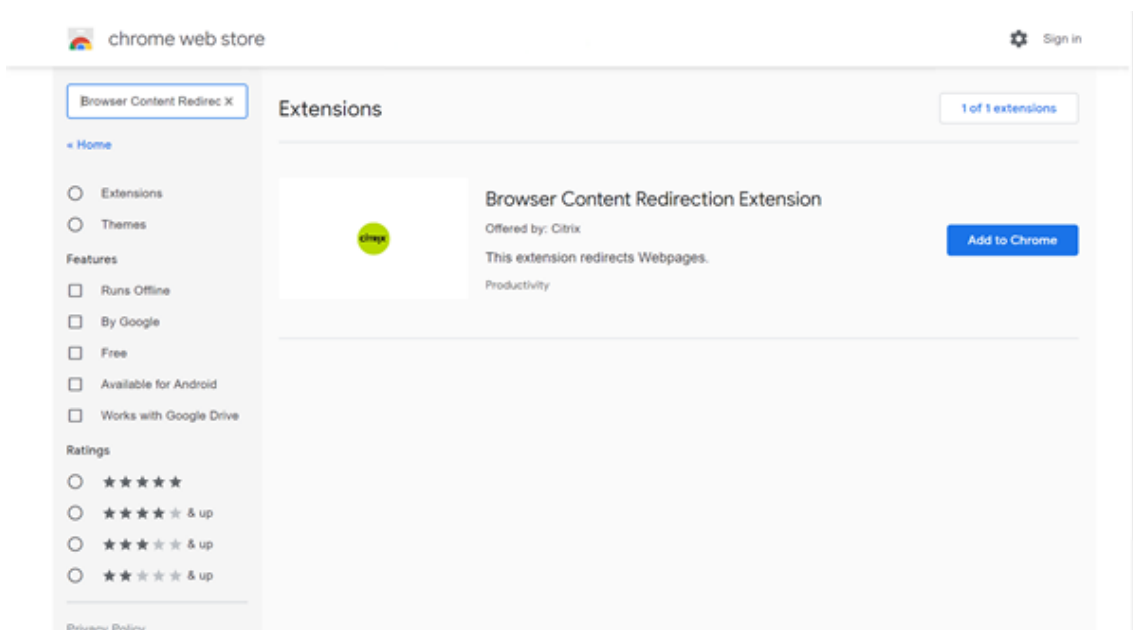 chrome web store
Sign in
Browser Content Redirec X
Extensions
1 of 1 extensions
« Home
Extensions
Themes
Features
Runs Offline
By Google
Free
Available for Android
Works with Google Drive
Ratings
& up
& up
& up
Privacy Policy
citrix
Browser Content Redirection Extension
Offered by: Citrix
This extension redirects Webpages.
Productivity
Add to Chrome